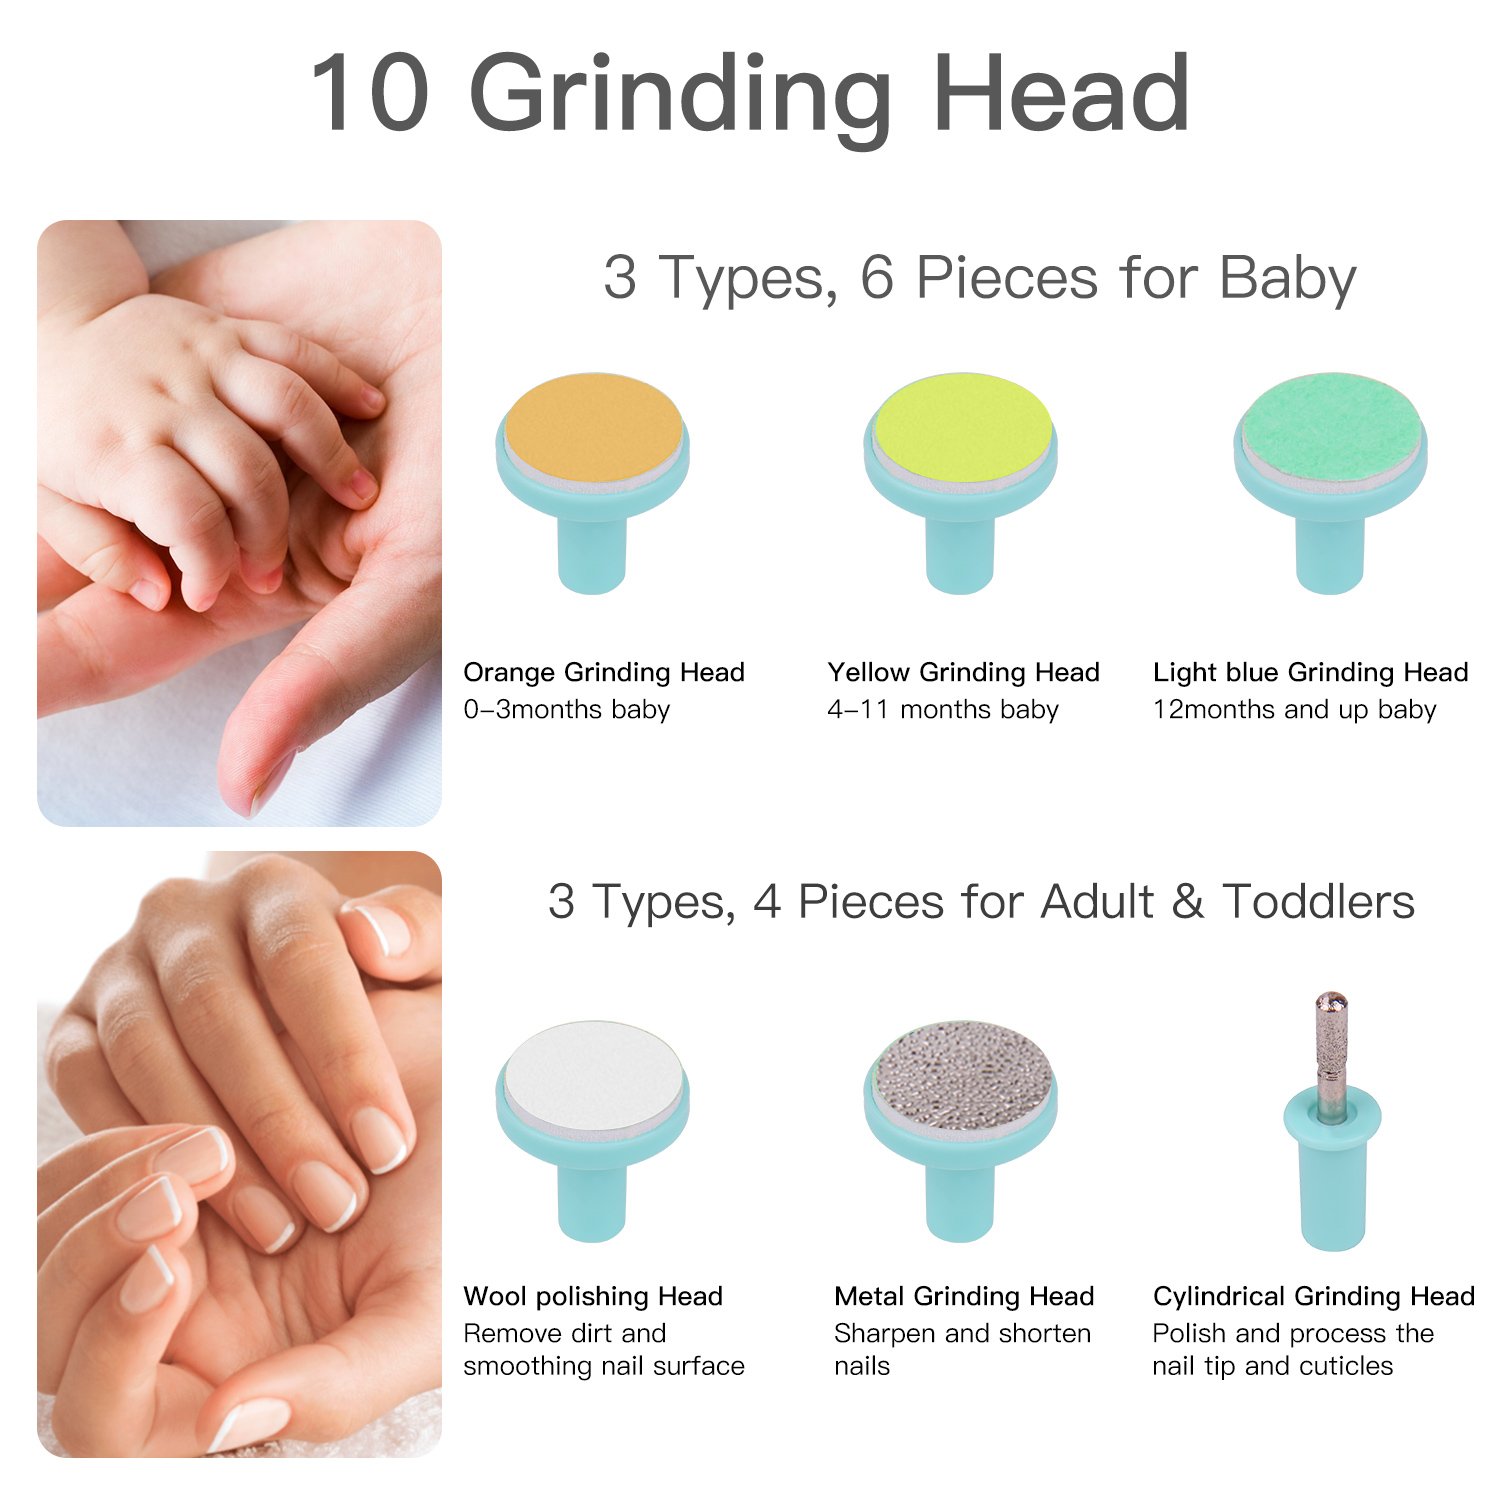 10 Grinding Head
3 Types, 6 Pieces for Baby
Orange Grinding Head
0–3months baby
Yellow Grinding Head
4–11 months baby
Light blue Grinding Head
12months and up baby
3 Types, 4 Pieces for Adult & Toddlers
Wool polishing Head
Remove dirt and
smoothing nail surface
Metal Grinding Head
Sharpen and shorten
nails
Cylindrical Grinding Head
Polish and process the
nail tip and cuticles